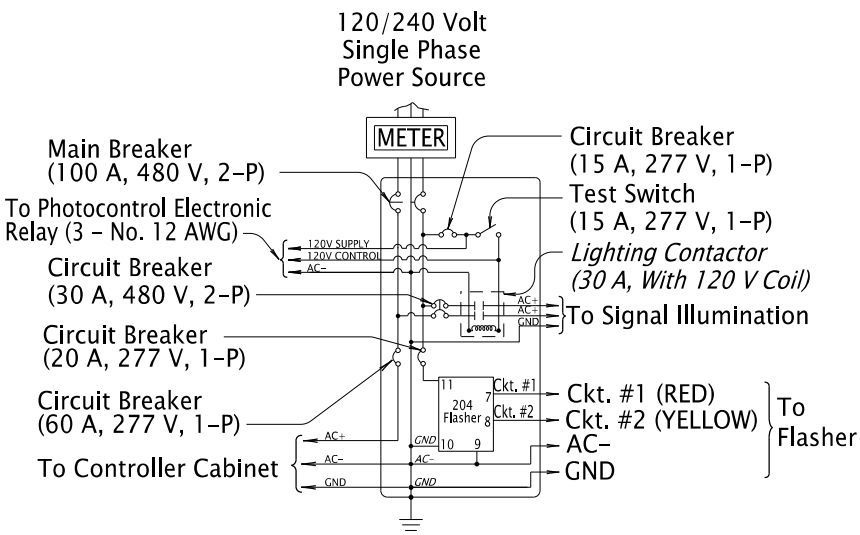 120/240 Volt
Single Phase
Power Source
METER
Main Breaker
(100 A, 480 V, 2-P)
To Photocontrol Electronic
Relay (3 - No. 12 AWG)
Circuit Breaker
(30 A, 480 V, 2-P)
Circuit Breaker
(20 A, 277 V, 1-P)
Circuit Breaker
(60 A, 277 V, 1-P)
To Controller Cabinet
AC+
AC-
GND
120V SUPPLY
120V CONTROL
AC-
Circuit Breaker
(15 A, 277 V, 1-P)
Test Switch
(15 A, 277 V, 1-P)
Lighting Contactor
(30 A, With 120 V Coil)
AC+
AC+
GND
To Signal Illumination
11
7
204
Flasher
8
10
9
GND
AC-
GND
Ckt. #1
Ckt. #2
Ckt. #1 (RED)
Ckt. #2 (YELLOW)
AC-
GND
To
Flasher